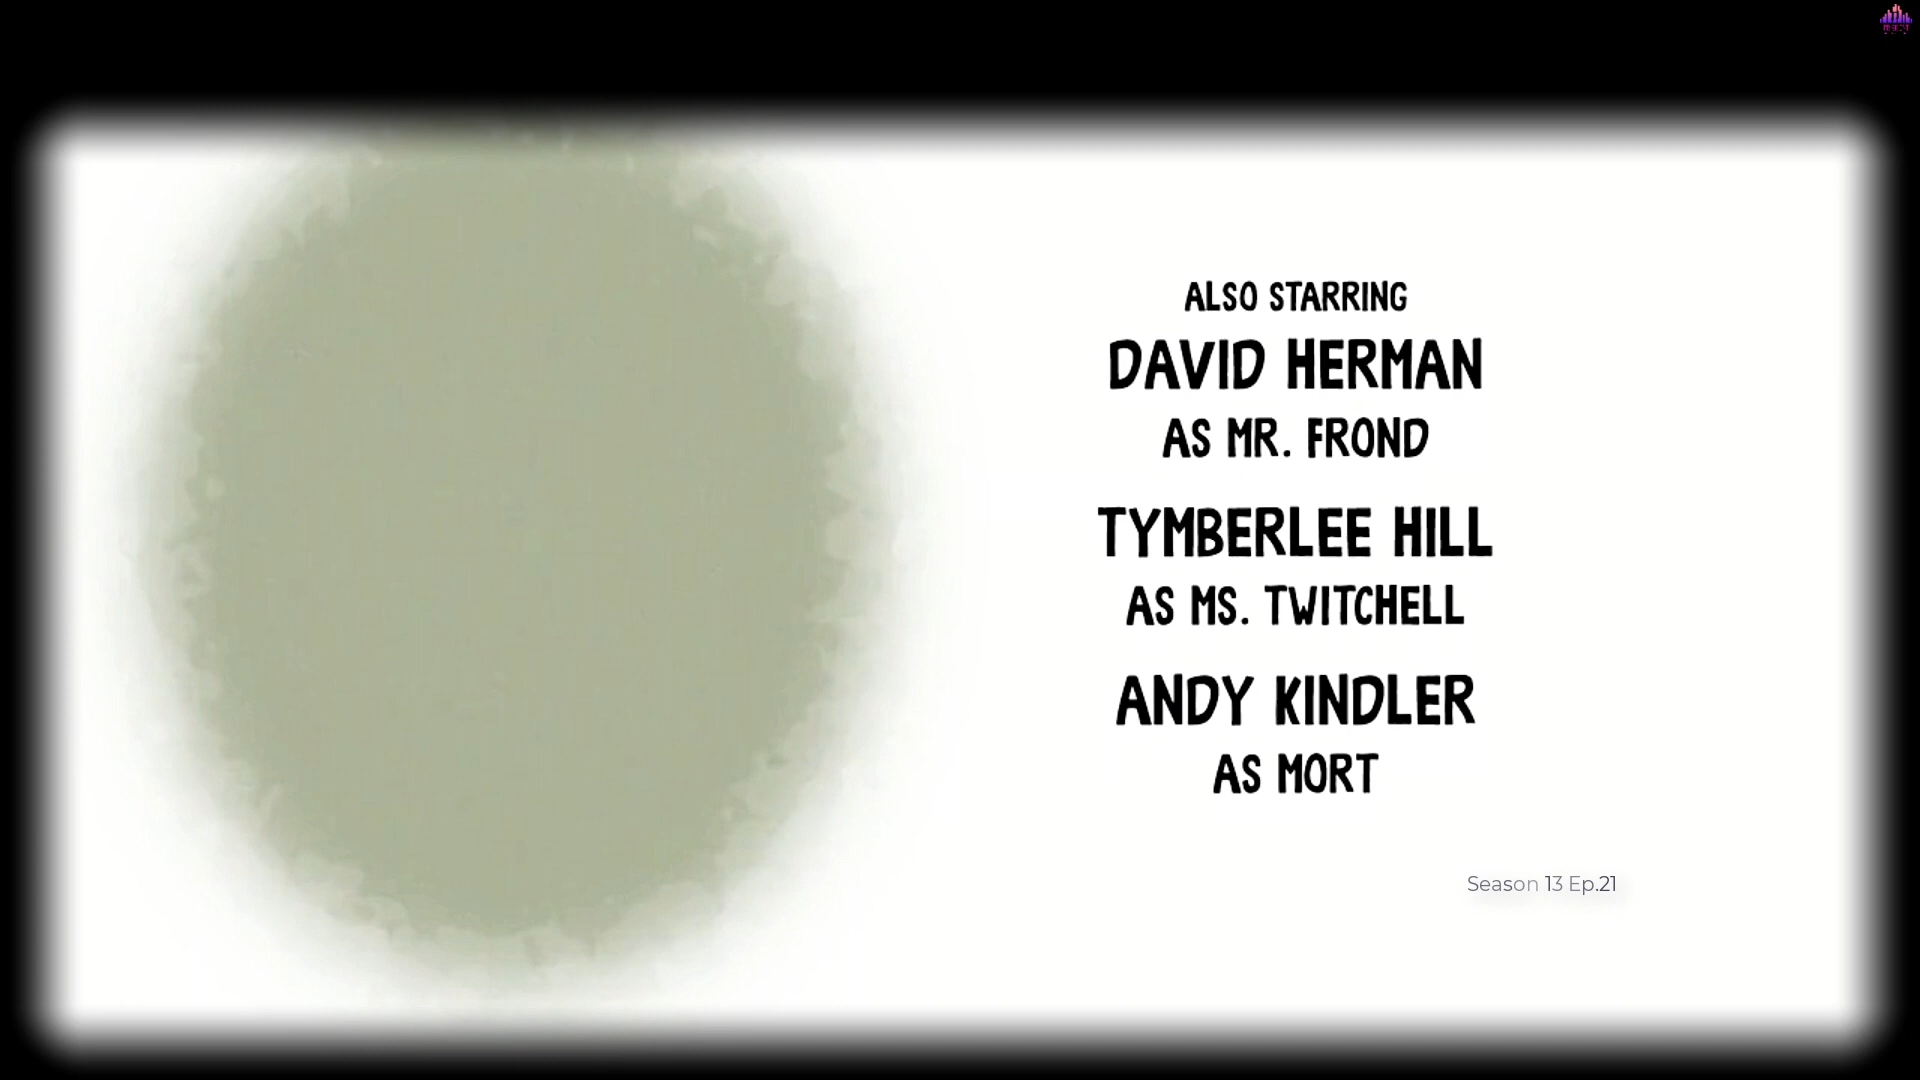 ALSO STARRING
DAVID HERMAN
AS MR. FROND
TYMBERLEE HILL
AS MS. TWITCHELL
ANDY KINDLER
AS MORT
Season 13 Ep.21